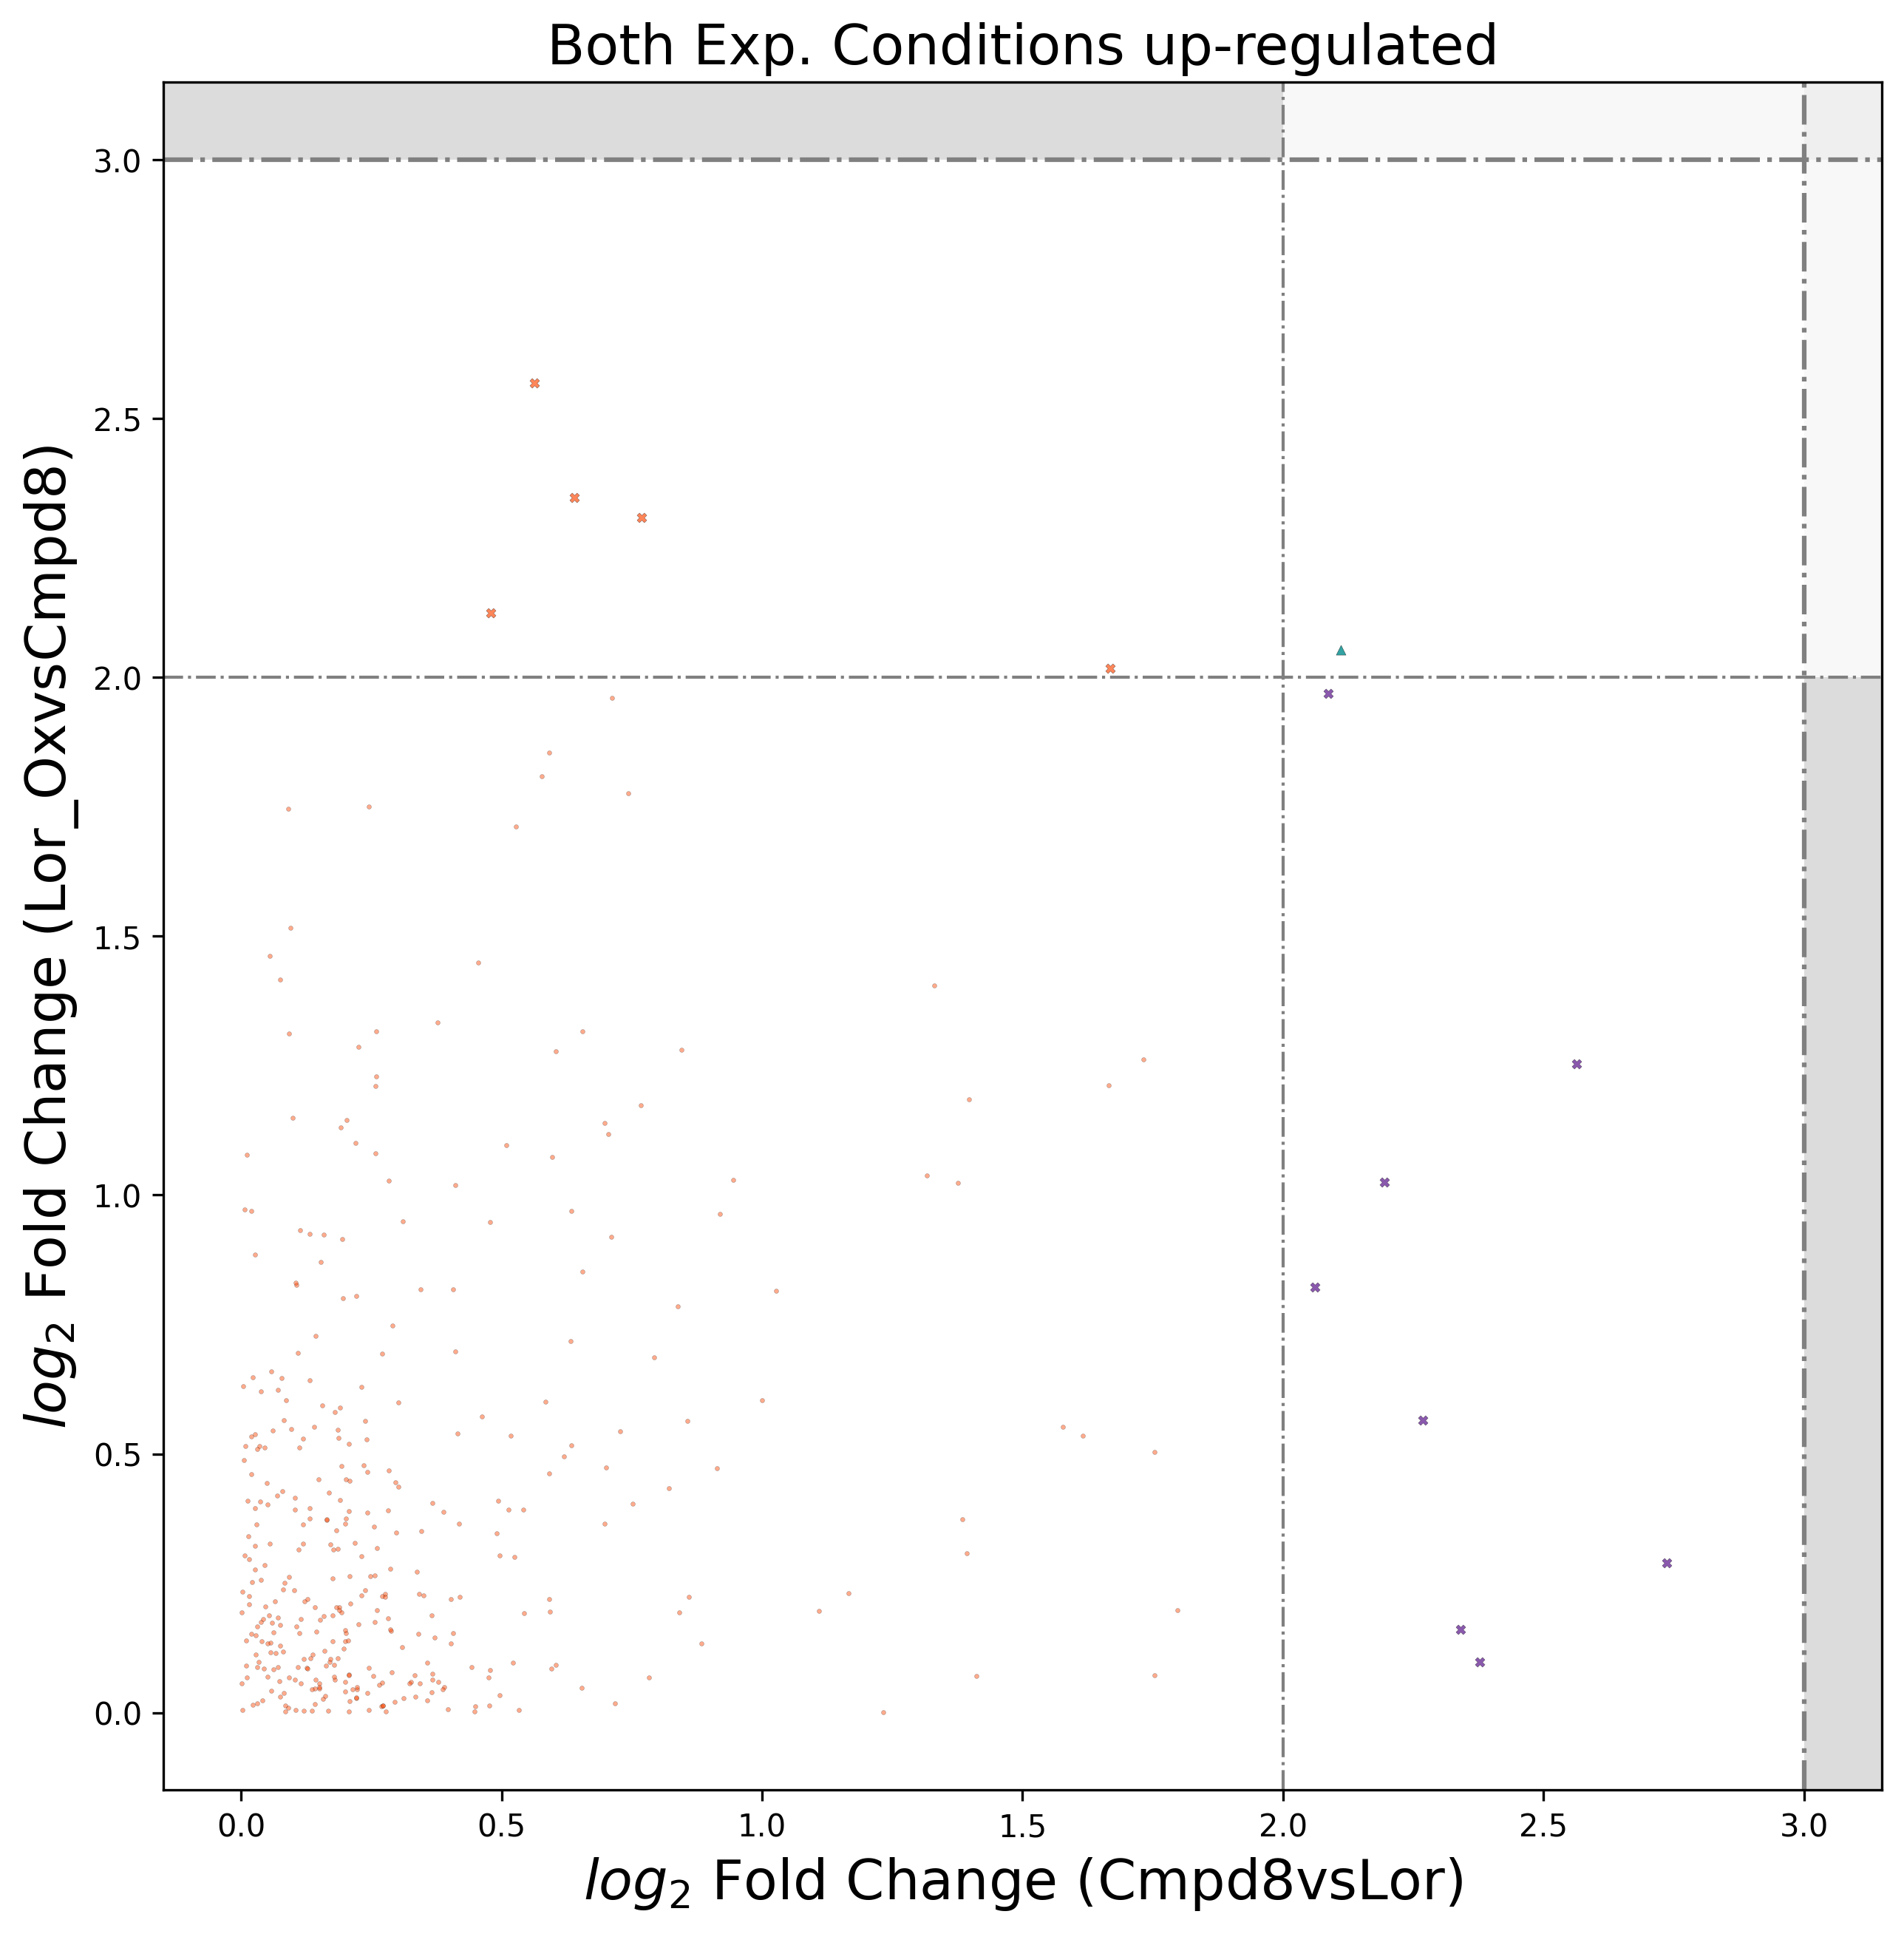 Both Exp. Conditions up-regulated
log2 Fold Change (Lor_OxvsCmpd8)
3.0
2.5
2.0
1.5
1.0
0.5
0.0
0.0 0.5 1.0 1.5 2.0 2.5 3.0
log2 Fold Change (Cmpd8vsLor)